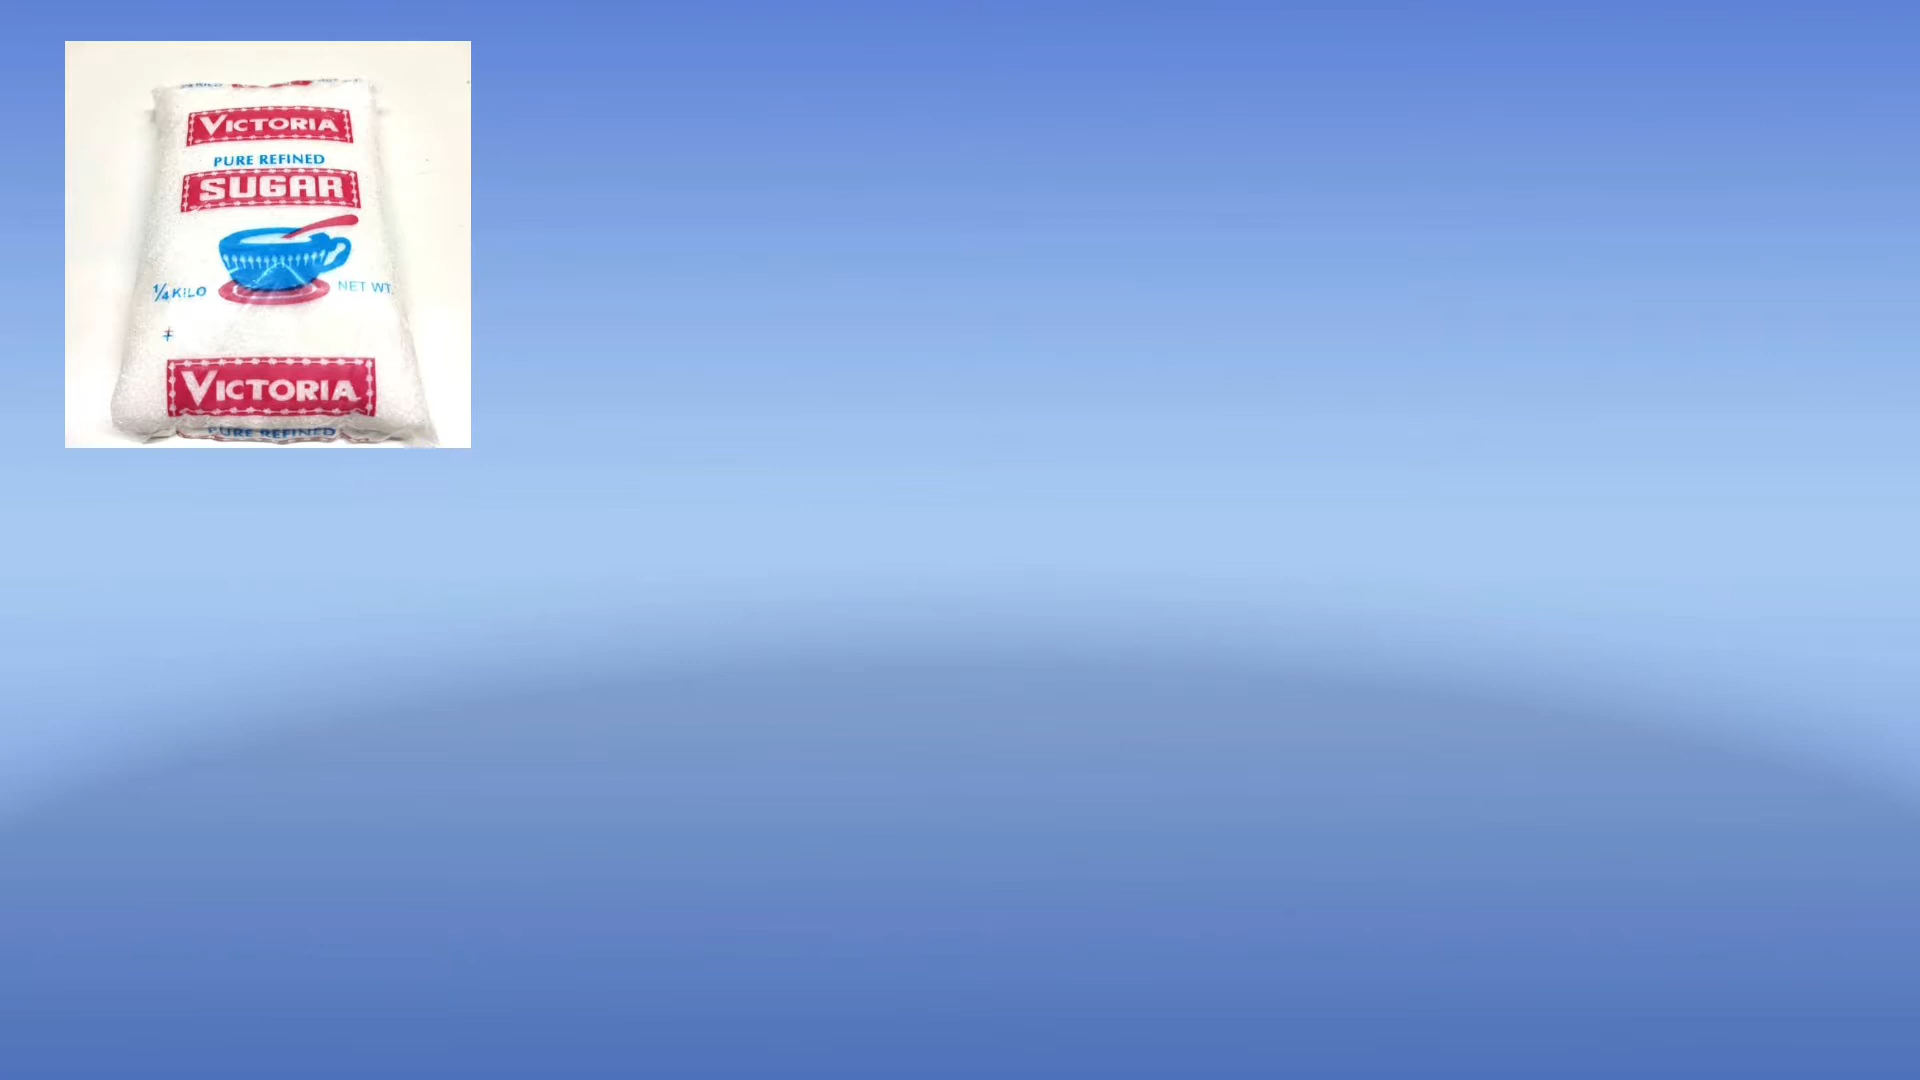 VICTORIA
PURE REFINED
SUGAR
1/4 KILO NET WT.
VICTORIA
PURE REFINED